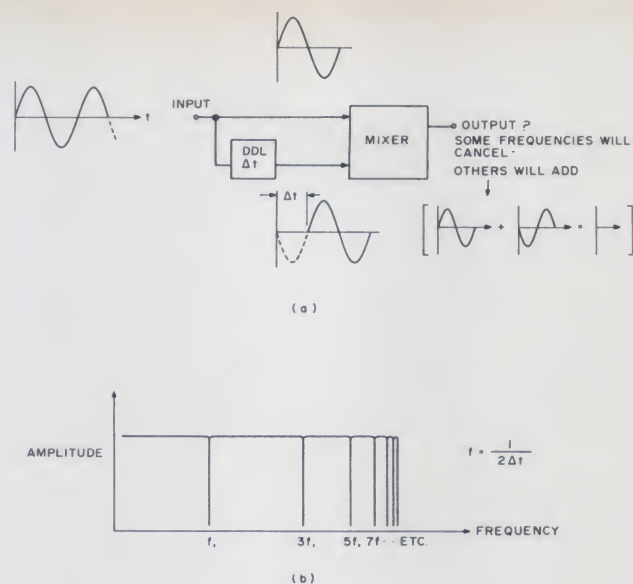 t
INPUT
DDL
Δt
MIXER
OUTPUT ?
SOME FREQUENCIES WILL
CANCEL-
OTHERS WILL ADD
Δt
+ =
(a)
AMPLITUDE
f = 1
2Δt
FREQUENCY
f, 3f, 5f, 7f ·· ETC.
(b)